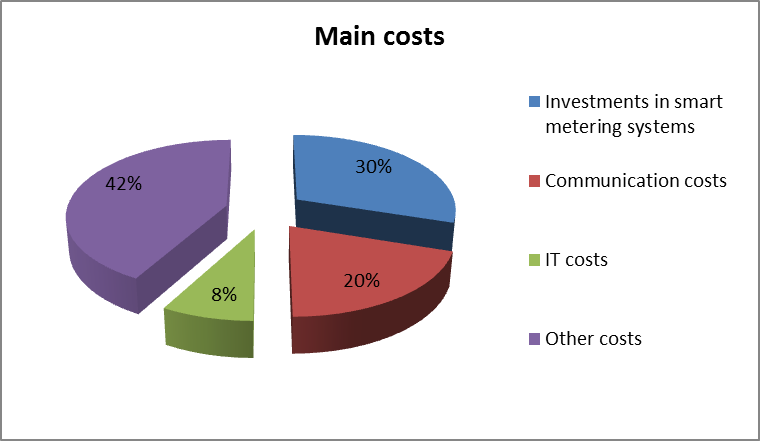 Main costs
30%
20%
8%
42%
Investments in smart
metering systems
Communication costs
IT costs
Other costs